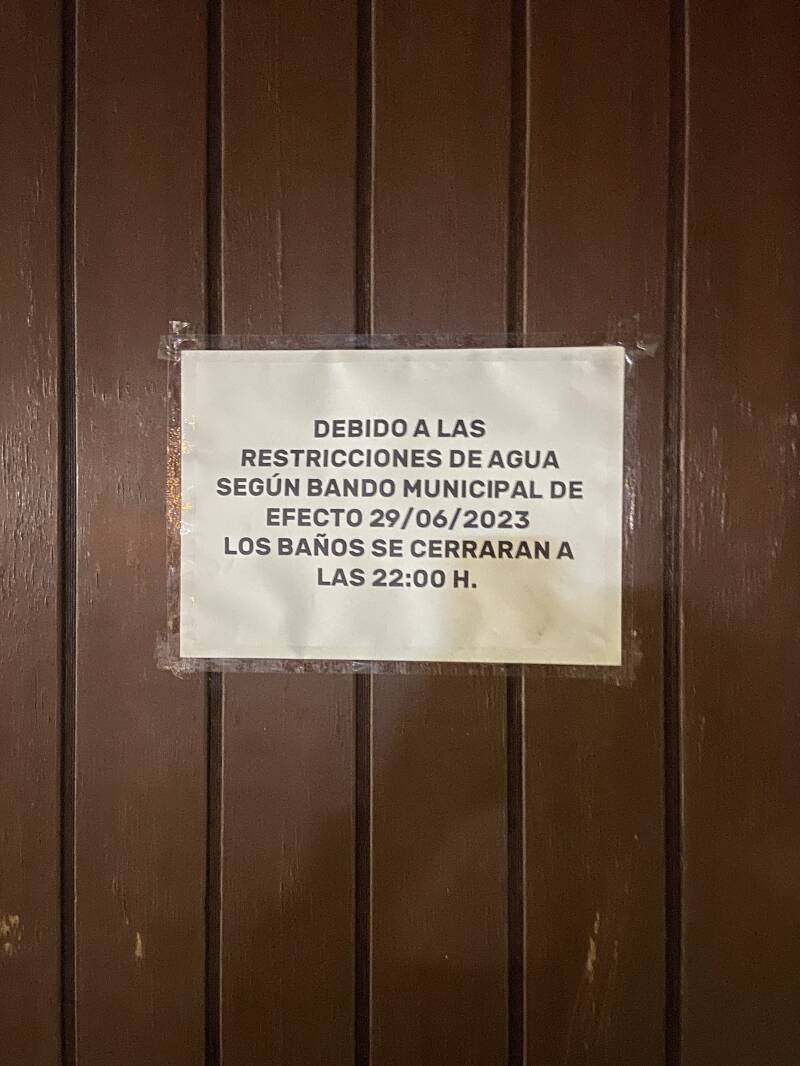 DEBIDO A LAS
RESTRICCIONES DE AGUA
SEGÚN BANDO MUNICIPAL DE
EFECTO 29/06/2023
LOS BAÑOS SE CERRARAN A
LAS 22:00 H.